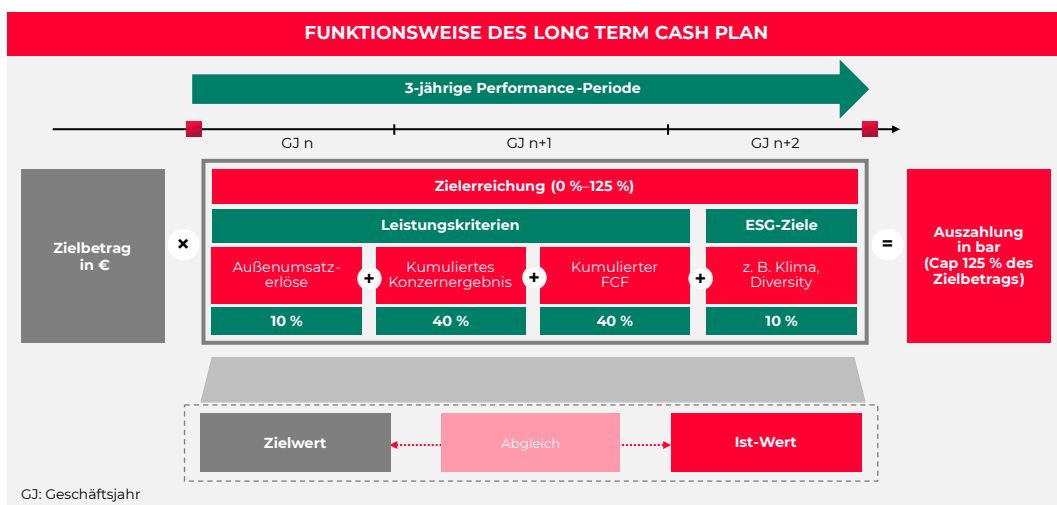 FUNKTIONSWEISE DES LONG TERM CASH PLAN
3-jährige Performance-Periode
GJ n
GJ n+1
GJ n+2
Zielbetrag
in €
×
Zielerreichung (0 %–125 %)
Leistungskriterien
ESG-Ziele
Außenumsatz-
erlöse
+
Kumuliertes
Konzernergebnis
+
Kumulierter
FCF
+
z. B. Klima,
Diversity
10 %
40 %
40 %
10 %
=
Auszahlung
in bar
(Cap 125 % des
Zielbetrags)
Zielwert
Abgleich
Ist-Wert
GJ: Geschäftsjahr